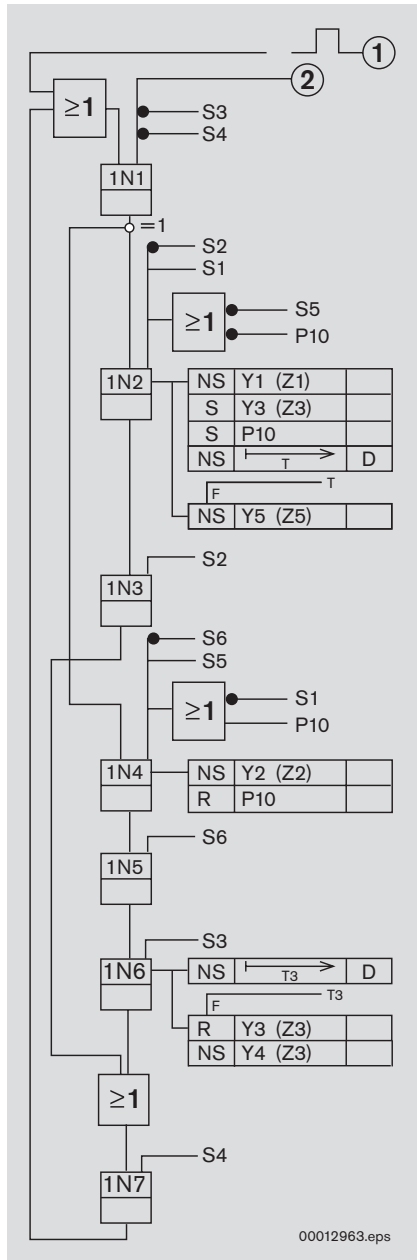 1
2
≥1
S3
S4
1N1
=1
S2
S1
≥1
S5
P10
1N2
NS Y1 (Z1)
S Y3 (Z3)
S P10
NS T D
F T
NS Y5 (Z5)
S2
1N3
S6
S5
≥1
S1
P10
1N4
NS Y2 (Z2)
R P10
S6
1N5
S3
1N6
NS T3 D
F T3
R Y3 (Z3)
NS Y4 (Z3)
≥1
S4
1N7
00012963.eps